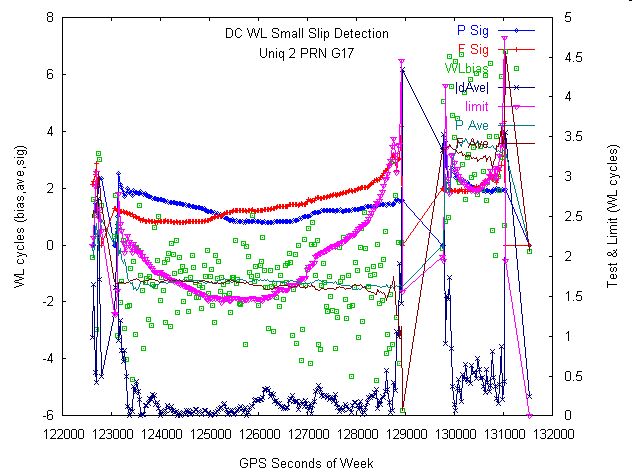 DC WL Small Slip Detection
Uniq 2 PRN G17
P Sig
F Sig
WLbias
|dAve|
limit
P Ave
F Ave
8
6
4
2
0
-2
-4
-6
5
4.5
4
3.5
3
2.5
2
1.5
1
0.5
0
WL cycles (bias,ave,sig)
Test & Limit (WL cycles)
122000 123000 124000 125000 126000 127000 128000 129000 130000 131000 132000
GPS Seconds of Week